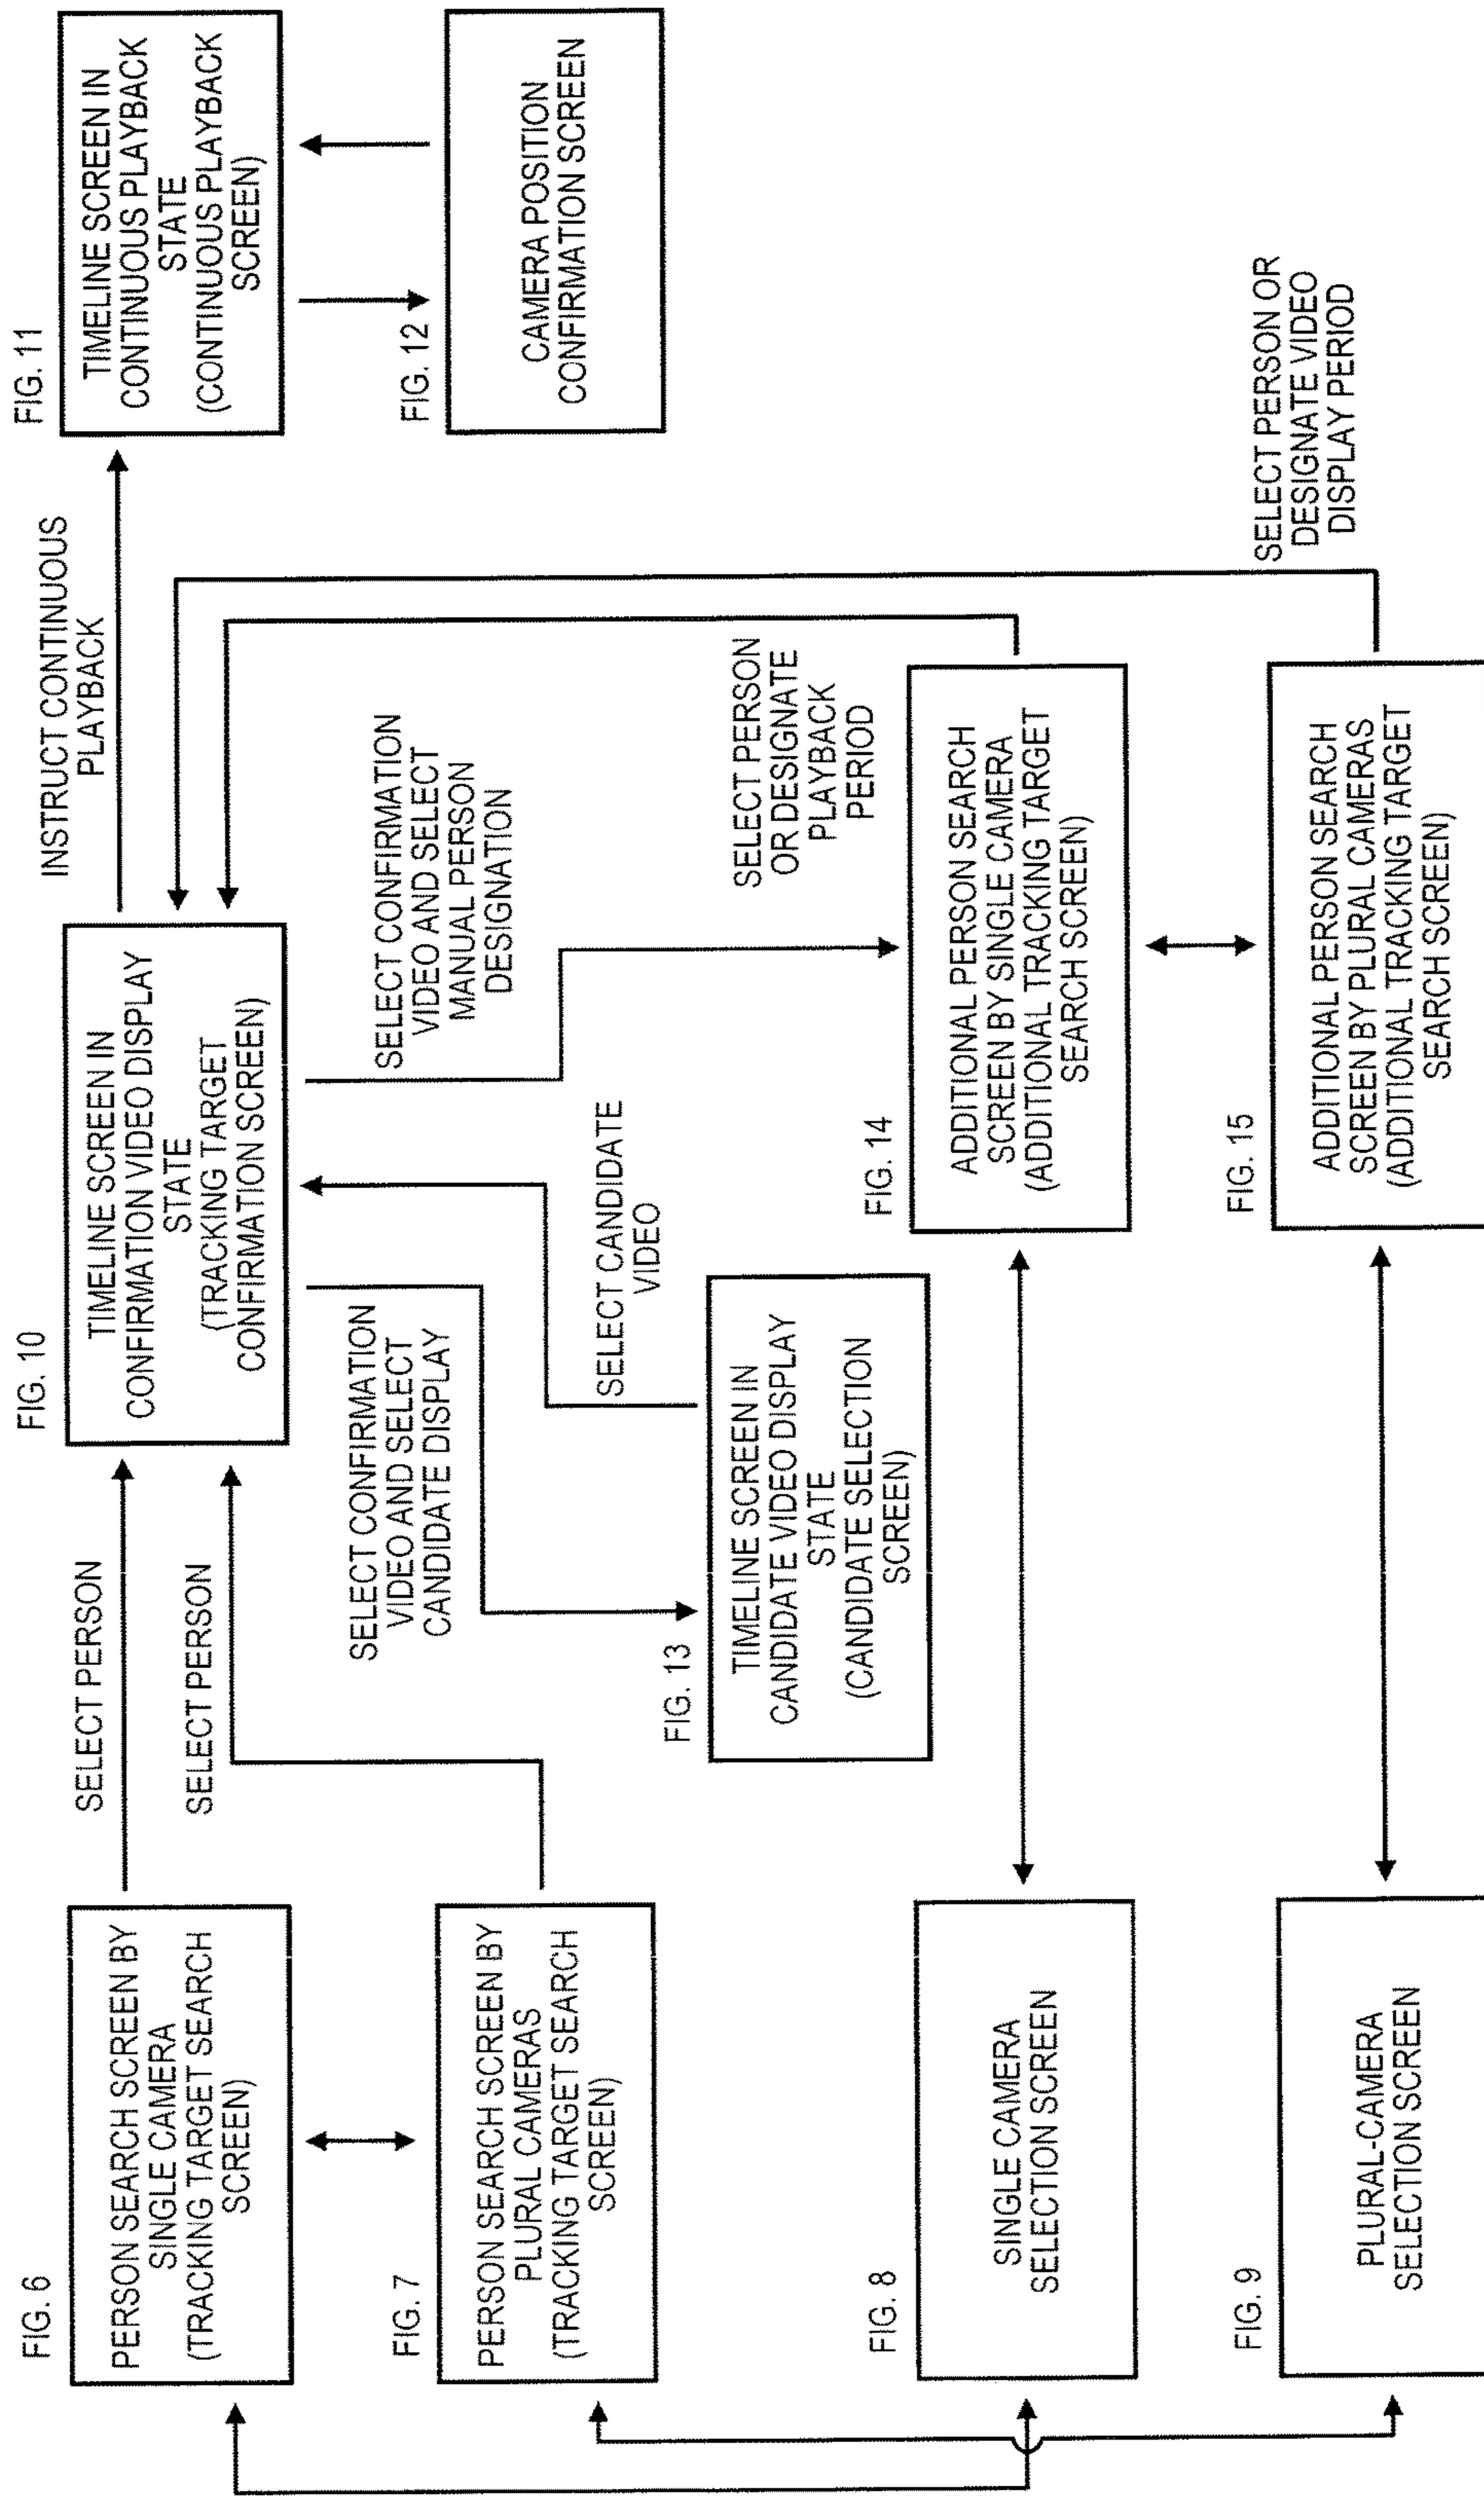 FIG. 6
PERSON SEARCH SCREEN BY
SINGLE CAMERA
(TRACKING TARGET SEARCH
SCREEN)
SELECT PERSON
FIG. 7
PERSON SEARCH SCREEN BY
PLURAL CAMERAS
(TRACKING TARGET SEARCH
SCREEN)
SELECT PERSON
FIG. 8
SINGLE CAMERA
SELECTION SCREEN
FIG. 9
PLURAL-CAMERA
SELECTION SCREEN
FIG. 10
TIMELINE SCREEN IN
CONFIRMATION VIDEO DISPLAY
STATE
(TRACKING TARGET
CONFIRMATION SCREEN)
INSTRUCT CONTINUOUS
PLAYBACK
SELECT CONFIRMATION
VIDEO AND SELECT
CANDIDATE DISPLAY
SELECT CANDIDATE
VIDEO
SELECT CONFIRMATION
VIDEO AND SELECT
MANUAL PERSON
DESIGNATION
FIG. 13
TIMELINE SCREEN IN
CANDIDATE VIDEO DISPLAY
STATE
(CANDIDATE SELECTION
SCREEN)
SELECT PERSON
OR DESIGNATE
PLAYBACK
PERIOD
FIG. 14
ADDITIONAL PERSON SEARCH
SCREEN BY SINGLE CAMERA
(ADDITIONAL TRACKING TARGET
SEARCH SCREEN)
FIG. 15
ADDITIONAL PERSON SEARCH
SCREEN BY PLURAL CAMERAS
(ADDITIONAL TRACKING TARGET
SEARCH SCREEN)
SELECT PERSON OR
DESIGNATE VIDEO
DISPLAY PERIOD
FIG. 11
TIMELINE SCREEN IN
CONTINUOUS PLAYBACK
STATE
(CONTINUOUS PLAYBACK
SCREEN)
FIG. 12
CAMERA POSITION
CONFIRMATION SCREEN